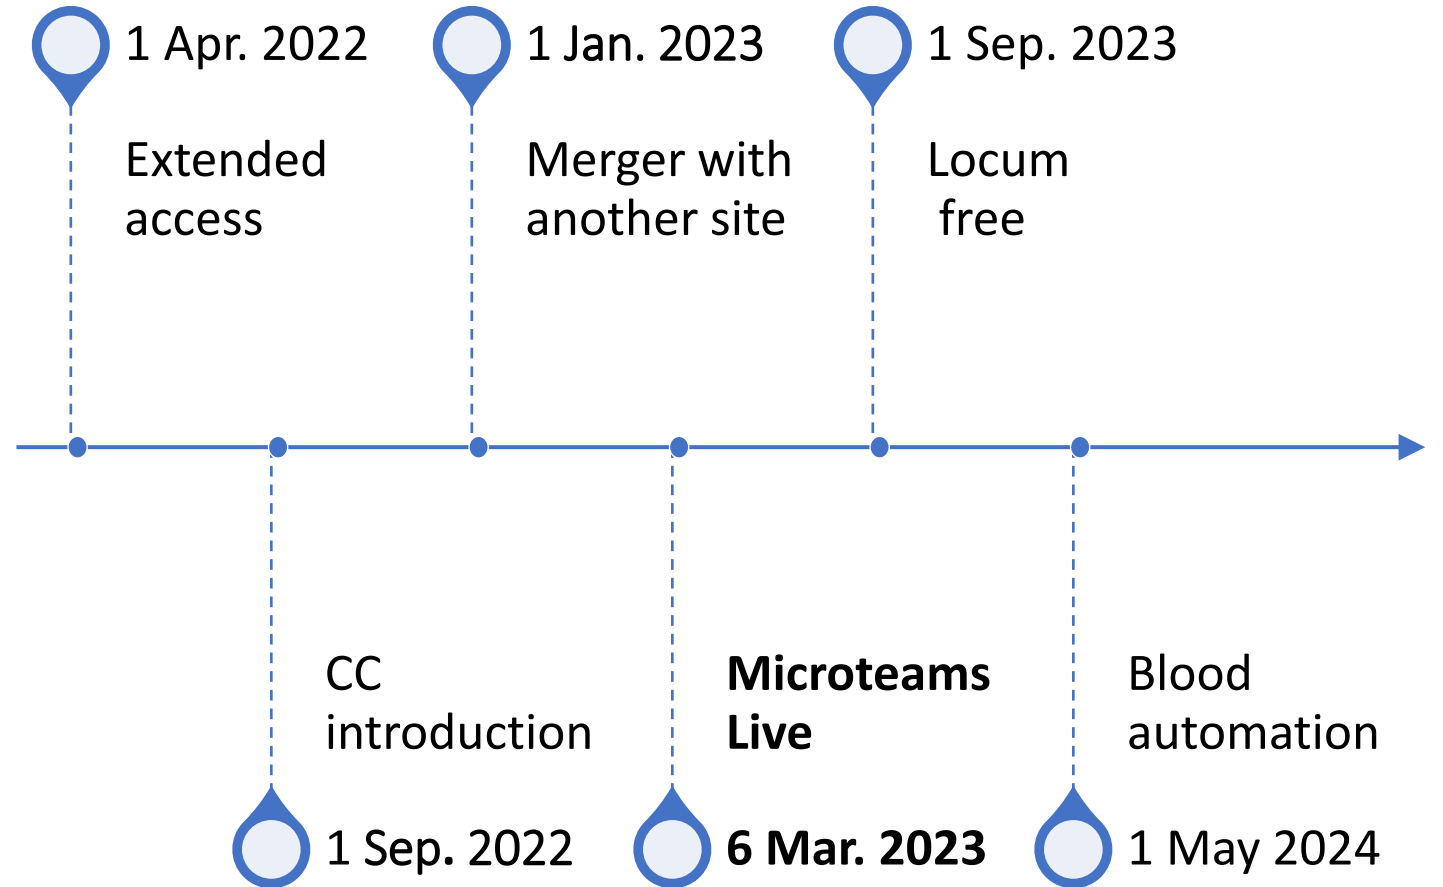 1 Apr. 2022
Extended
access
1 Jan. 2023
Merger with
another site
1 Sep. 2023
Locum
free
CC
introduction
1 Sep. 2022
Microteams
Live
6 Mar. 2023
Blood
automation
1 May 2024